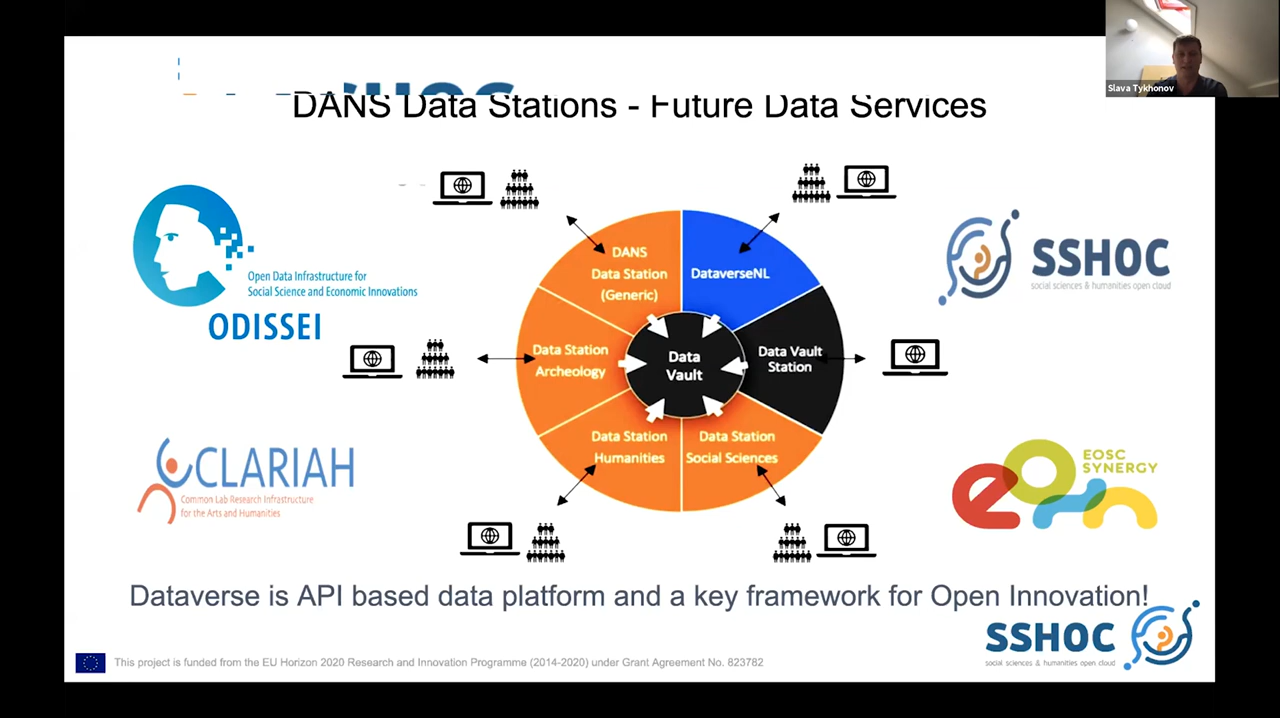 Slava Tykhonov
DANS Data Stations - Future Data Services
Open Data Infrastructure for
Social Science and Economic Innovations
ODISSEI
DANS
Data Station
(Generic)
DataverseNL
SSHOC
social sciences & humanities open cloud
Data Station
Archeology
Data
Vault
Data Vault
Station
Data Station
Humanities
Data Station
Social Sciences
CLARIAH
Common Lab Research Infrastructure
for the Arts and Humanities
EOSC
SYNERGY
Dataverse is API based data platform and a key framework for Open Innovation!
SSHOC
social sciences & humanities open cloud
This project is funded from the EU Horizon 2020 Research and Innovation Programme (2014-2020) under Grant Agreement No. 823782